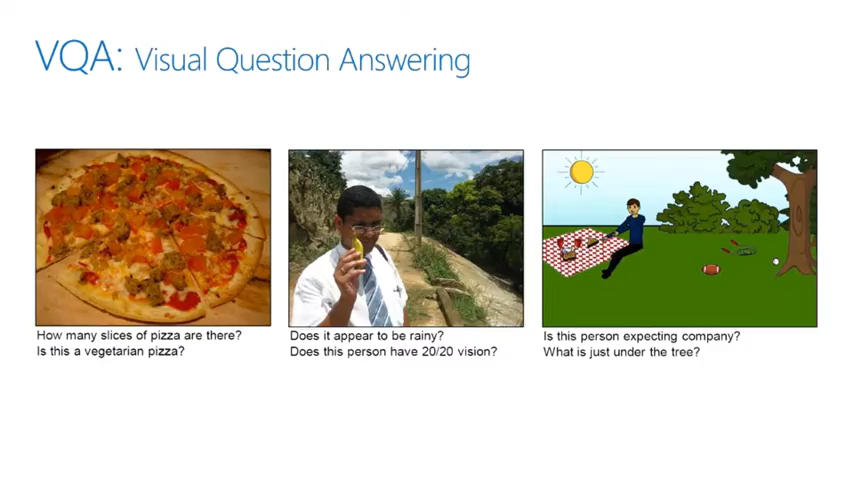 VQA: Visual Question Answering
How many slices of pizza are there?
Is this a vegetarian pizza?
Does it appear to be rainy?
Does this person have 20/20 vision?
Is this person expecting company?
What is just under the tree?